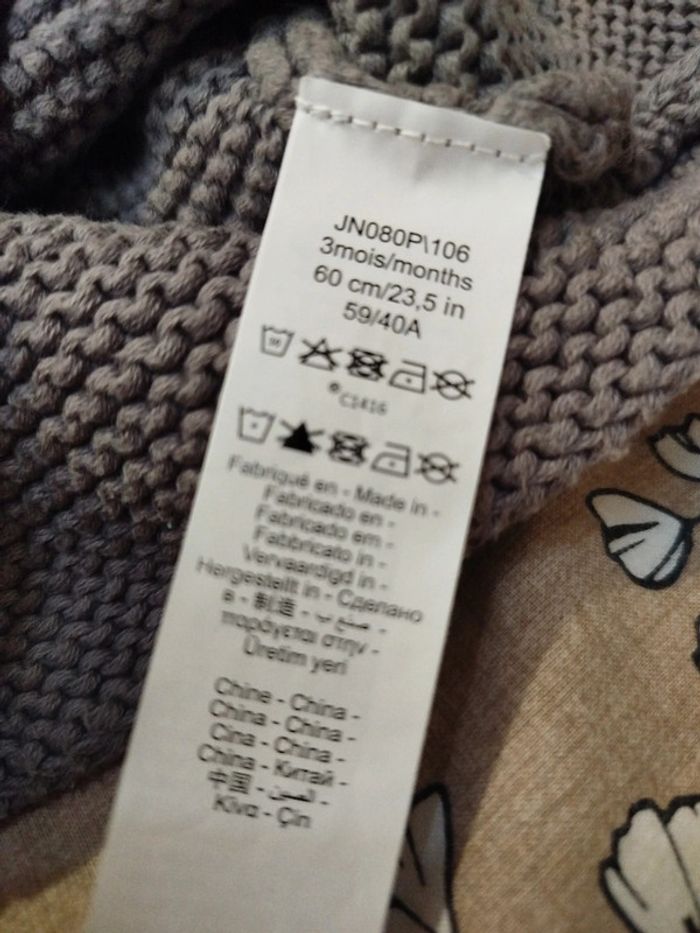 JN080P\106
3mois/months
60 cm/23,5 in
59/40A
30
®C1416
Fabriqué en - Made in -
Fabricado en -
Fabricado em -
Fabbricato in -
Vervaardigd in -
Hergestellt in - Сделано
в - 制造 - صنع ب -
παράγεται στην -
Üretim yeri
Chine - China -
China - China -
Cina - China -
China - Китай -
中国 - الصين -
Κίνα - Çin